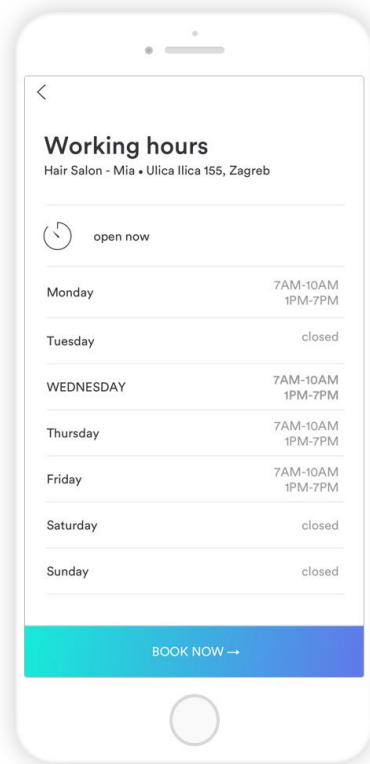 Working hours
Hair Salon - Mia • Ulica Ilica 155, Zagreb
open now
Monday
7AM-10AM
1PM-7PM
Tuesday
closed
WEDNESDAY
7AM-10AM
1PM-7PM
Thursday
7AM-10AM
1PM-7PM
Friday
7AM-10AM
1PM-7PM
Saturday
closed
Sunday
closed
BOOK NOW →